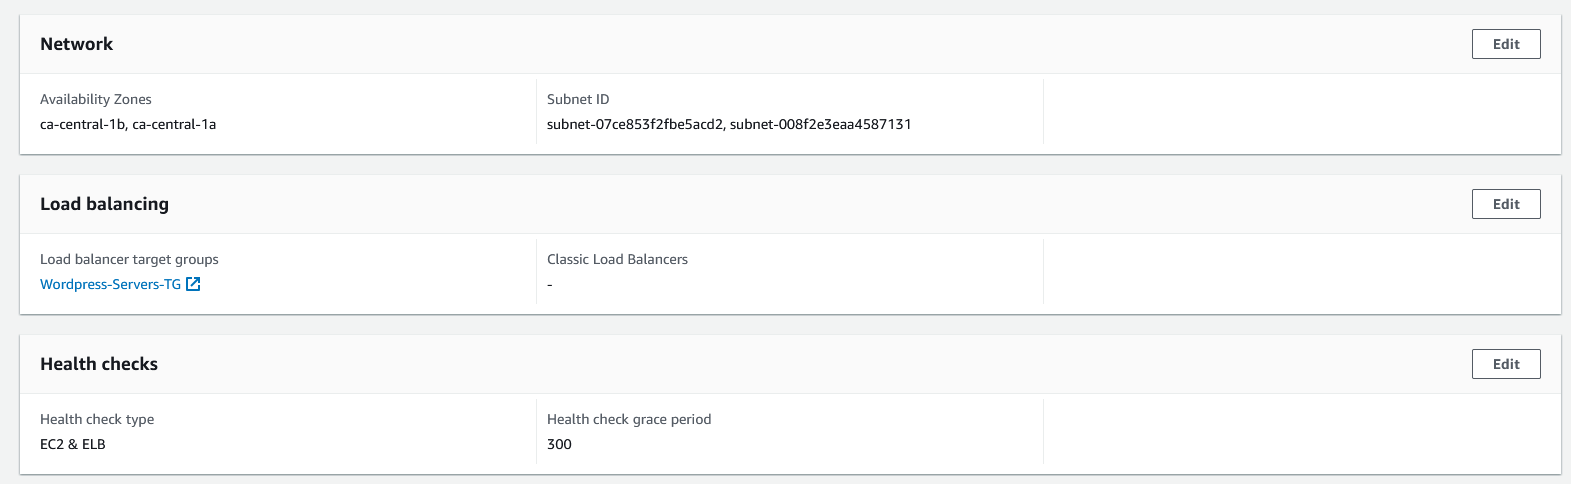 Network
Edit
Availability Zones
Subnet ID
ca-central-1b, ca-central-1a
subnet-07ce853f2fbe5acd2, subnet-008f2e3eaa4587131
Load balancing
Edit
Load balancer target groups
Classic Load Balancers
Wordpress-Servers-TG
-
Health checks
Edit
Health check type
Health check grace period
EC2 & ELB
300